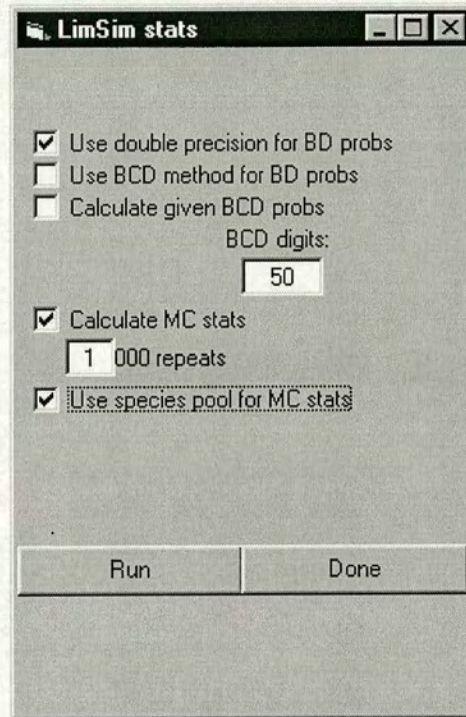 LimSim stats
Use double precision for BD probs
Use BCD method for BD probs
Calculate given BCD probs
BCD digits:
50
Calculate MC stats
1 000 repeats
Use species pool for MC stats
Run Done